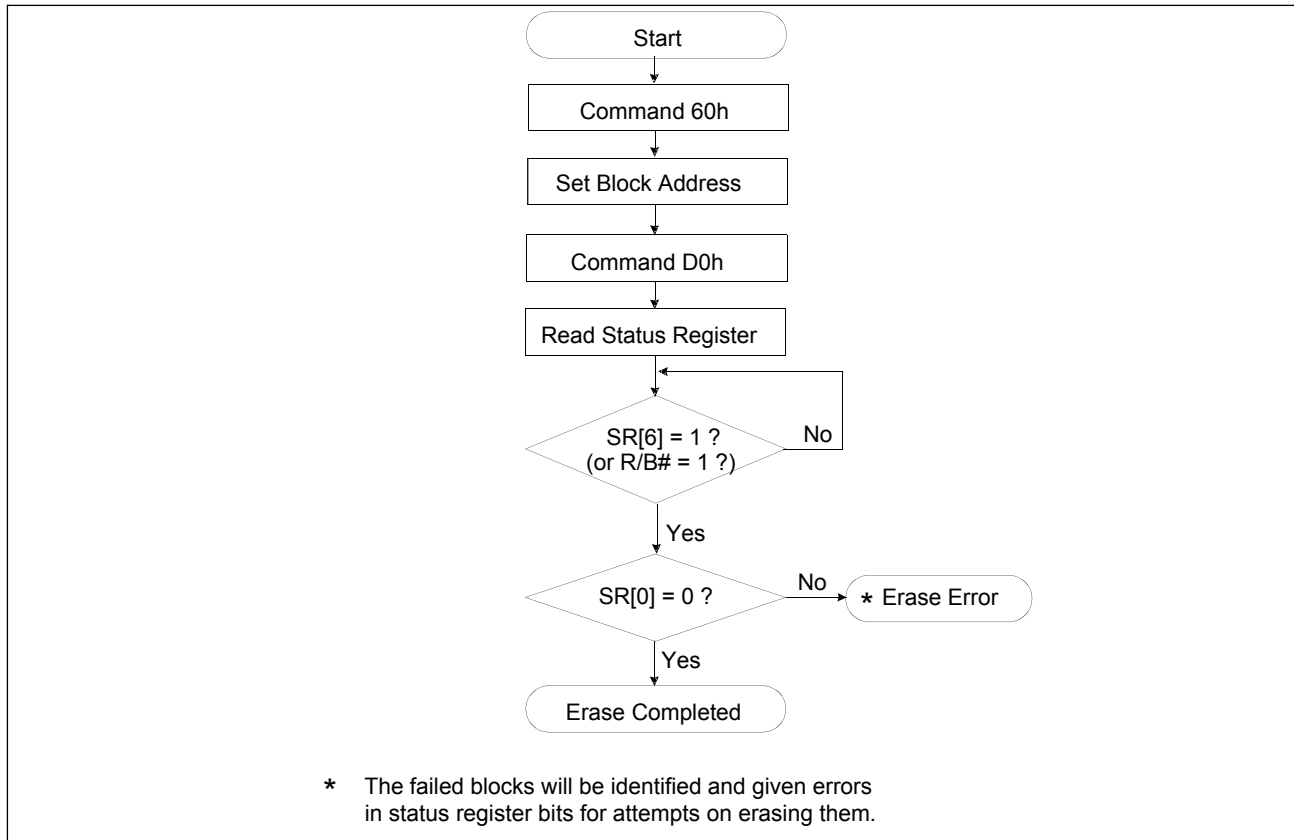 Start
Command 60h
Set Block Address
Command D0h
Read Status Register
SR[6] = 1 ?
(or R/B# = 1 ?)
No
Yes
SR[0] = 0 ?
No
* Erase Error
Yes
Erase Completed
* The failed blocks will be identified and given errors
in status register bits for attempts on erasing them.